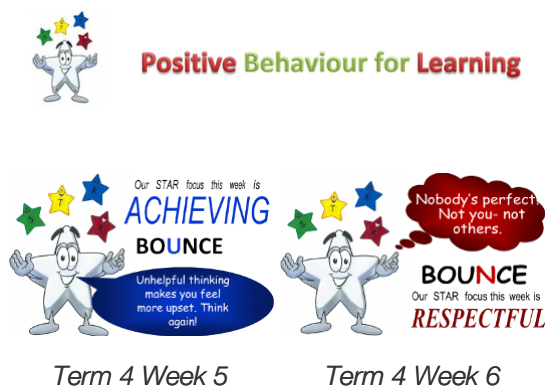 Positive Behaviour for Learning
S T A R
Our STAR focus this week is
ACHIEVING
BOUNCE
Unhelpful thinking
makes you feel
more upset. Think
again!
S T A R
Nobody's perfect.
Not you- not
others.
BOUNCE
Our STAR focus this week is
RESPECTFUL
Term 4 Week 5
Term 4 Week 6